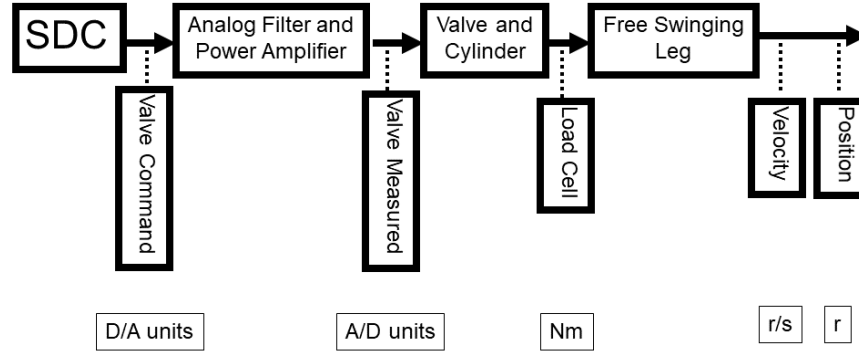 SDC
Analog Filter and
Power Amplifier
Valve and
Cylinder
Free Swinging
Leg
Valve Command
Valve Measured
Load Cell
Velocity
Position
D/A units
A/D units
Nm
r/s
r